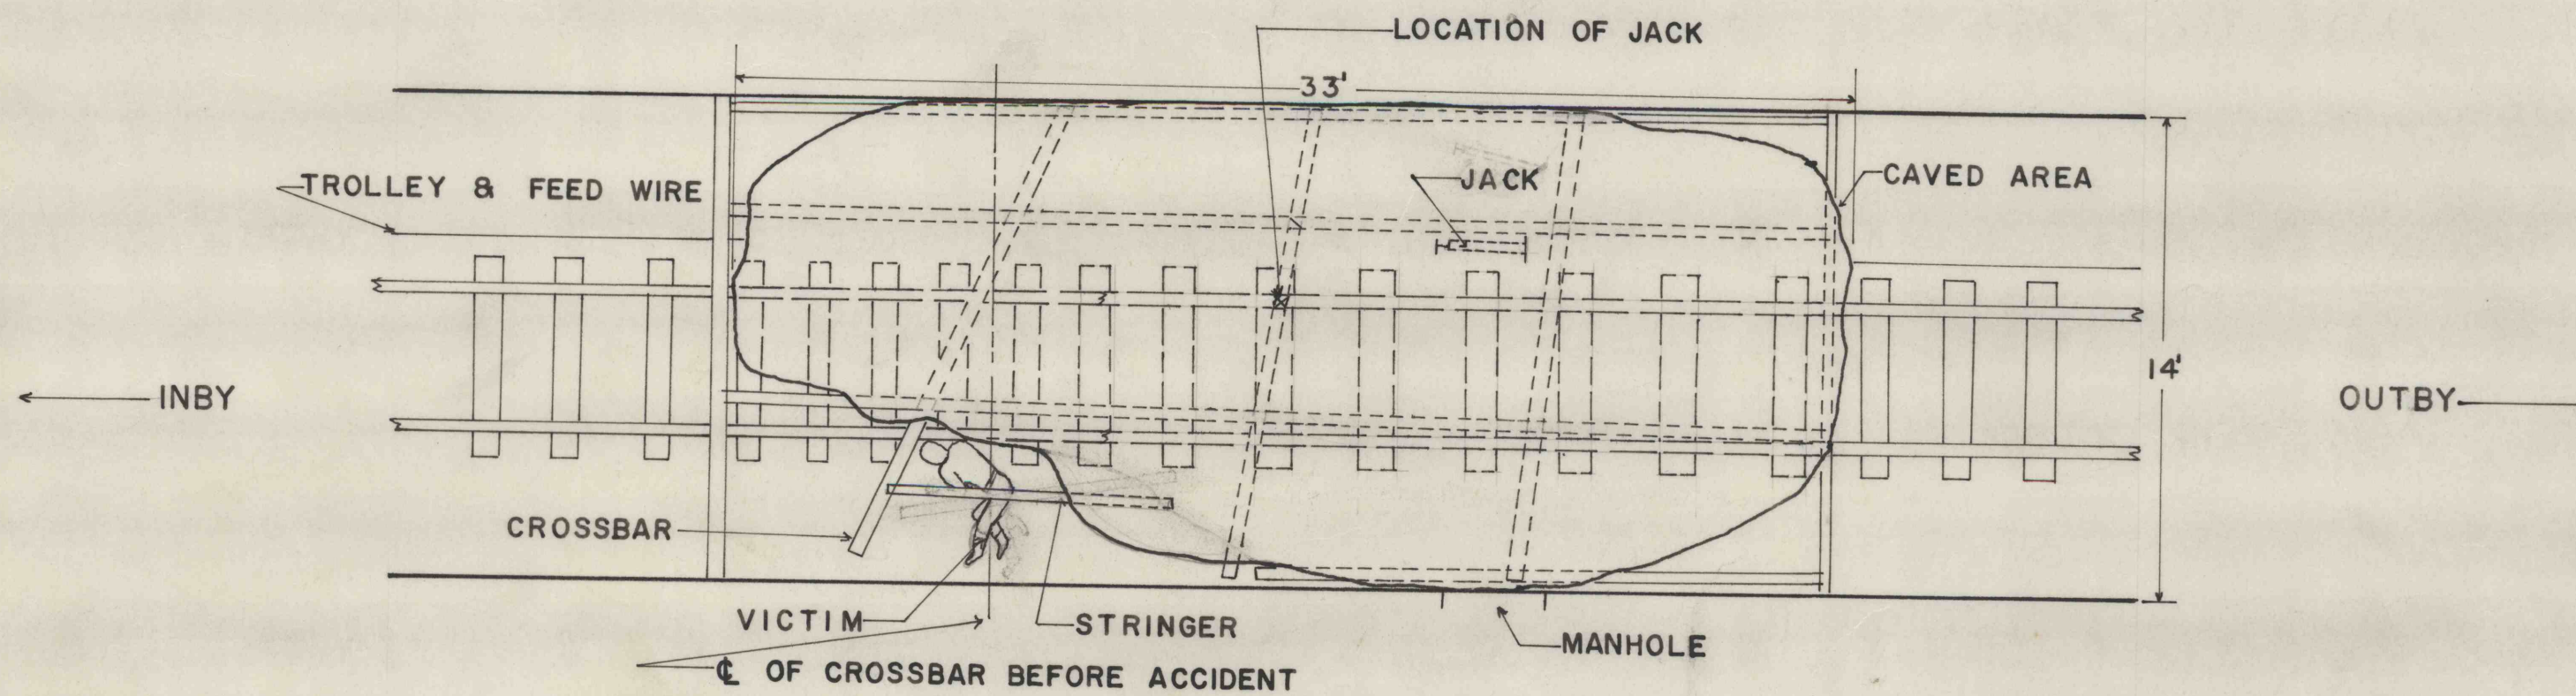 LOCATION OF JACK
33'
TROLLEY & FEED WIRE
JACK
CAVED AREA
14'
INBY
OUTBY
CROSSBAR
VICTIM
STRINGER
MANHOLE
℄ OF CROSSBAR BEFORE ACCIDENT